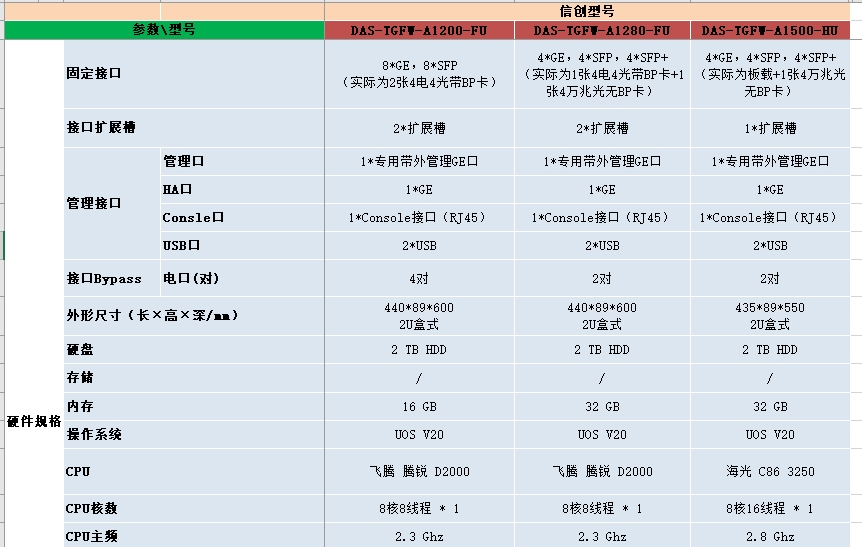 信创型号
参数\型号 DAS-TGFW-A1200-FU DAS-TGFW-A1280-FU DAS-TGFW-A1500-HU
硬件规格
固定接口
8*GE，8*SFP
（实际为2张4电4光带BP卡）
4*GE，4*SFP，4*SFP+
（实际为1张4电4光带BP卡+1
张4万兆光无BP卡）
4*GE，4*SFP，4*SFP+
（实际为板载+1张4万兆光
无BP卡）
接口扩展槽 2*扩展槽 2*扩展槽 1*扩展槽
管理接口
管理口 1*专用带外管理GE口 1*专用带外管理GE口 1*专用带外管理GE口
HA口 1*GE 1*GE 1*GE
Consle口 1*Console接口（RJ45） 1*Console接口（RJ45） 1*Console接口（RJ45）
USB口 2*USB 2*USB 2*USB
接口Bypass 电口(对) 4对 2对 2对
外形尺寸（长×高×深/mm）
440*89*600
2U盒式
440*89*600
2U盒式
435*89*550
2U盒式
硬盘 2 TB HDD 2 TB HDD 2 TB HDD
存储 / / /
内存 16 GB 32 GB 32 GB
操作系统 UOS V20 UOS V20 UOS V20
CPU 飞腾 腾锐 D2000 飞腾 腾锐 D2000 海光 C86 3250
CPU核数 8核8线程 * 1 8核8线程 * 1 8核16线程 * 1
CPU主频 2.3 Ghz 2.3 Ghz 2.8 Ghz